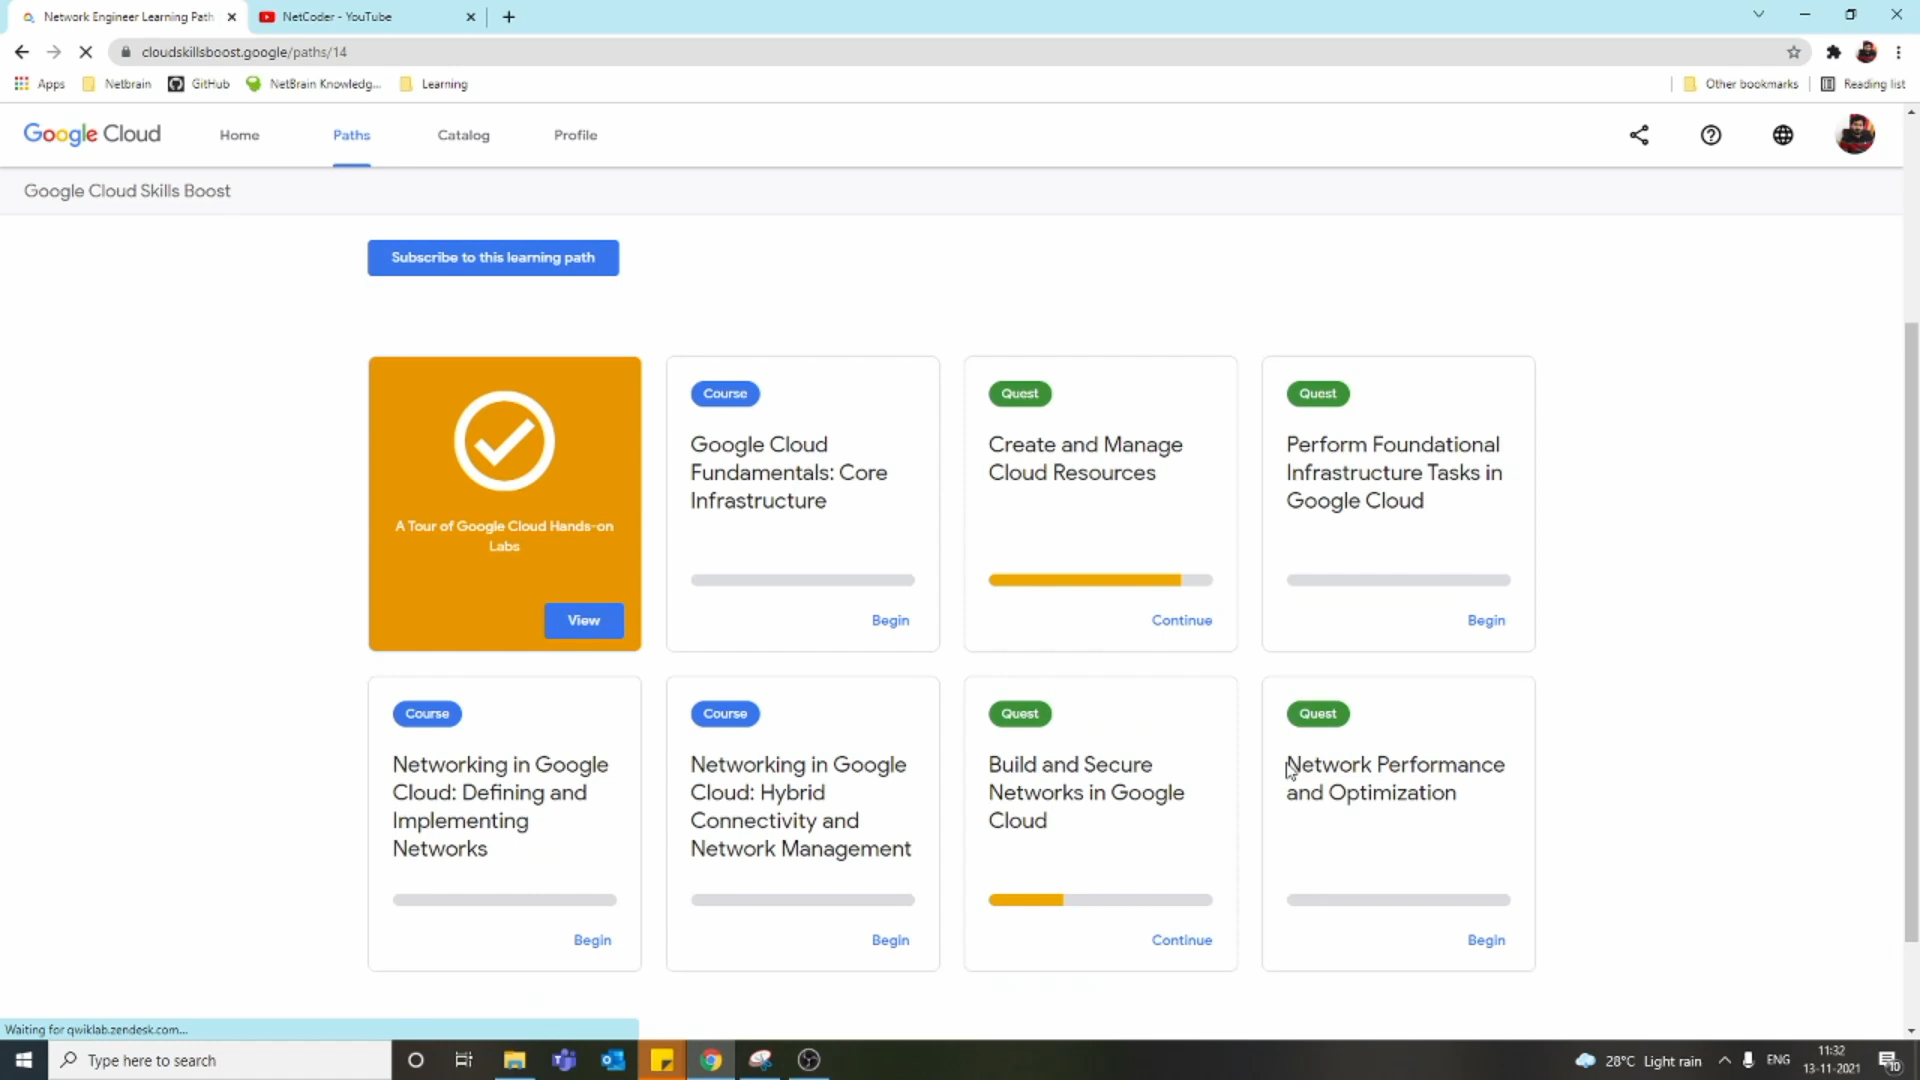 Network Engineer Learning Path
NetCoder - YouTube
cloudskillsboost.google/paths/14
Apps
Netbrain
GitHub
NetBrain Knowledg...
Learning
Other bookmarks
Reading list
Google Cloud
Home
Paths
Catalog
Profile
Google Cloud Skills Boost
Subscribe to this learning path
A Tour of Google Cloud Hands-on
Labs
View
Course
Google Cloud
Fundamentals: Core
Infrastructure
Begin
Quest
Create and Manage
Cloud Resources
Continue
Quest
Perform Foundational
Infrastructure Tasks in
Google Cloud
Begin
Course
Networking in Google
Cloud: Defining and
Implementing
Networks
Begin
Course
Networking in Google
Cloud: Hybrid
Connectivity and
Network Management
Begin
Quest
Build and Secure
Networks in Google
Cloud
Continue
Quest
Network Performance
and Optimization
Begin
Waiting for qwiklab.zendesk.com...
Type here to search
28°C Light rain
ENG
11:32
13-11-2021
10